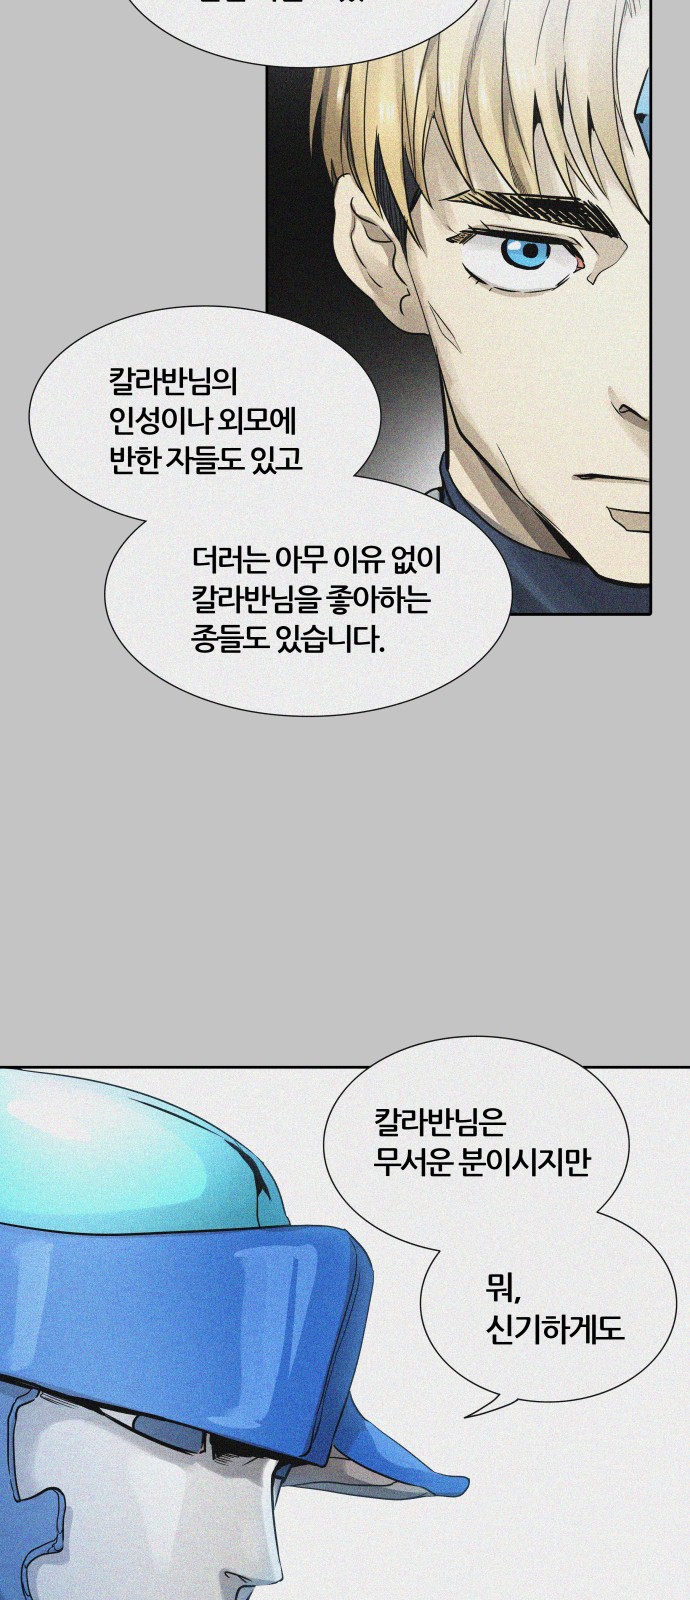 칼라반님의
인성이나 외모에
반한 자들도 있고
더러는 아무 이유 없이
칼라반님을 좋아하는
종들도 있습니다.
칼라반님은
무서운 분이시지만
뭐,
신기하게도